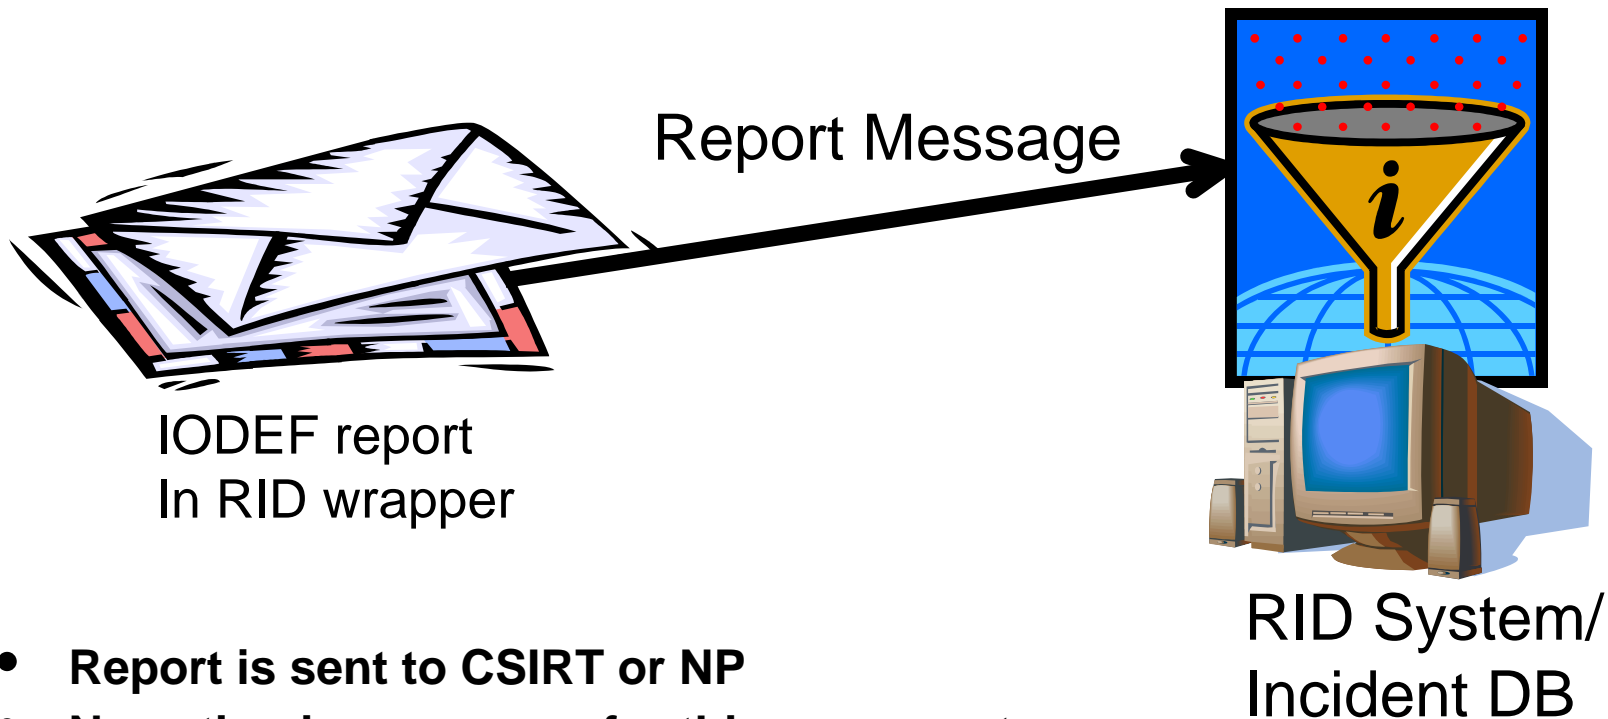 Report Message
IODEF report
In RID wrapper
RID System/
Incident DB
• Report is sent to CSIRT or NP